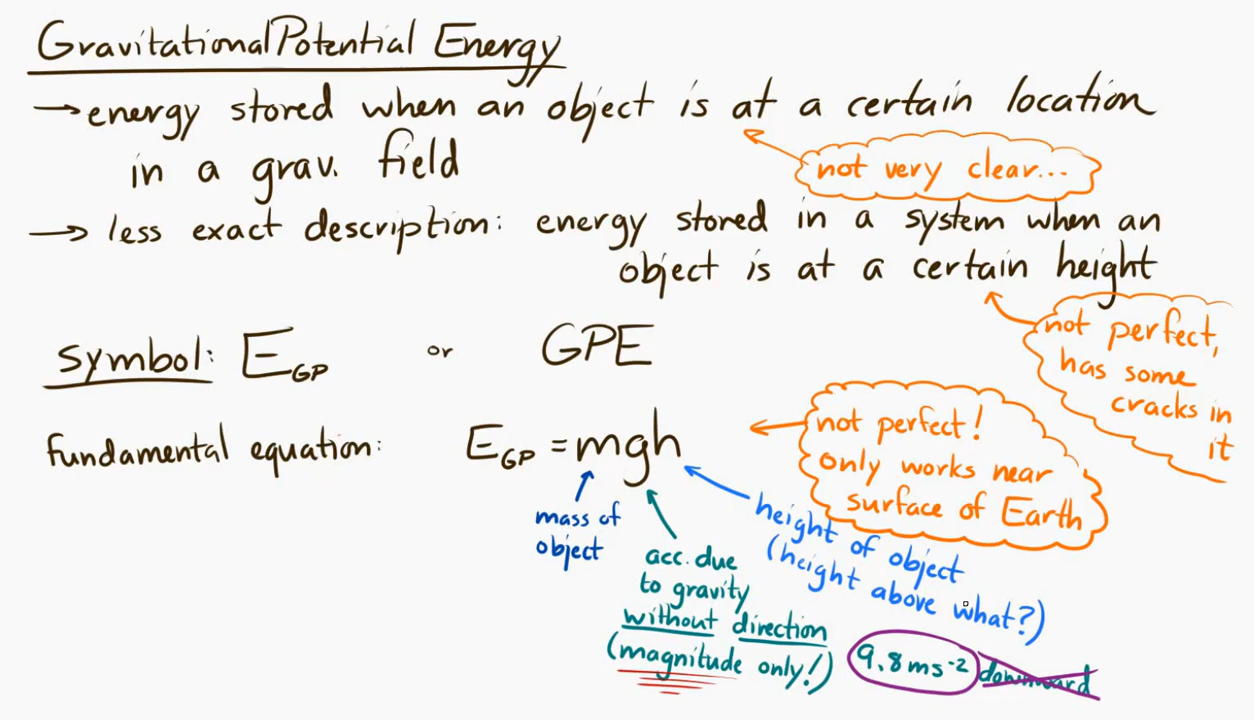 Gravitational Potential Energy
→ energy stored when an object is at a certain location
in a grav. field
not very clear...
→ less exact description: energy stored in a system when an
object is at a certain height
not perfect,
has some
cracks in
it
Symbol: E_GP or GPE
Fundamental equation: E_GP = mgh
not perfect!
only works near
surface of Earth
mass of
object
acc. due
to gravity
without direction
(magnitude only!)
height of object
(height above what?)
9.8 ms⁻² downward